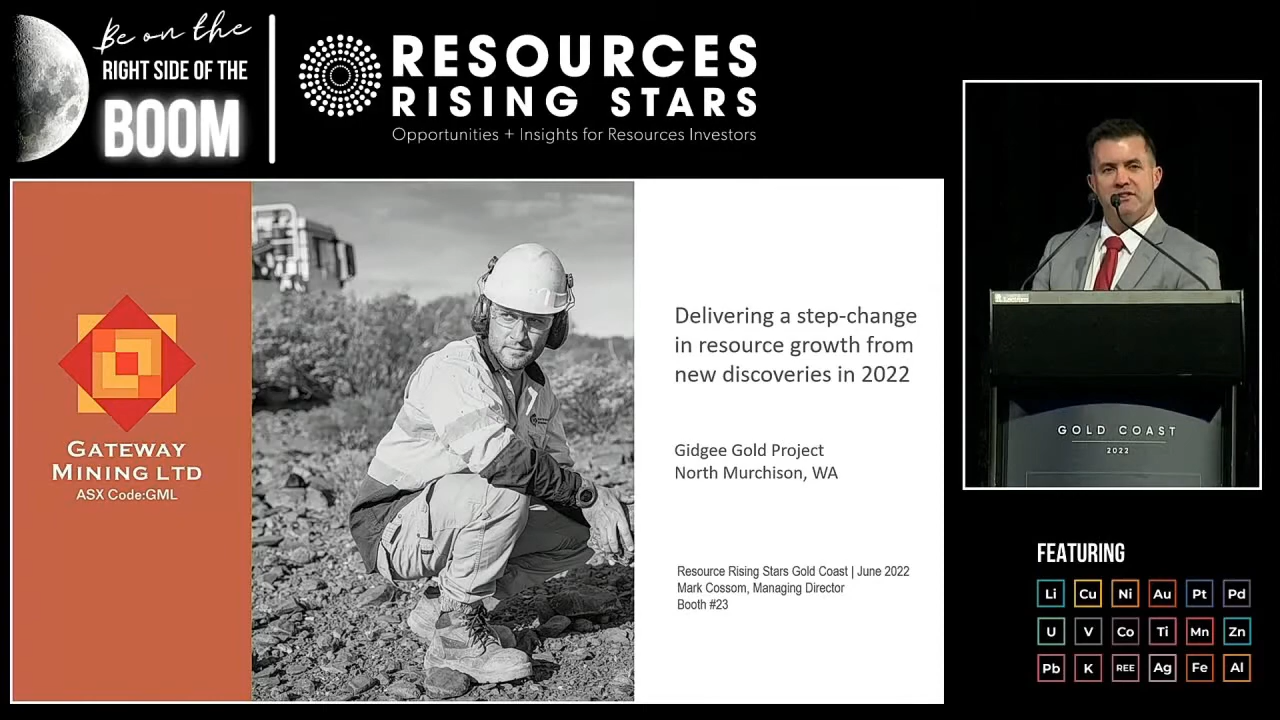 Be on the
RIGHT SIDE OF THE
BOOM
RESOURCES
RISING STARS
Opportunities + Insights for Resources Investors
GATEWAY
MINING LTD
ASX Code:GML
Delivering a step-change
in resource growth from
new discoveries in 2022
Gidgee Gold Project
North Murchison, WA
Resource Rising Stars Gold Coast | June 2022
Mark Cossom, Managing Director
Booth #23
GOLD COAST
2022
FEATURING
Li Cu Ni Au Pt Pd
U V Co Ti Mn Zn
Pb K REE Ag Fe Al